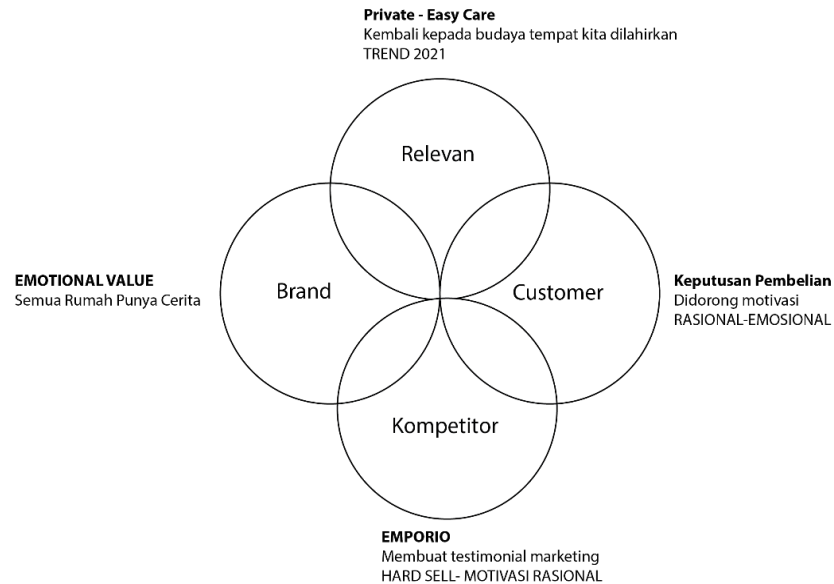 Private - Easy Care
Kembali kepada budaya tempat kita dilahirkan
TREND 2021
Relevan
EMOTIONAL VALUE
Semua Rumah Punya Cerita
Brand
Customer
Keputusan Pembelian
Didorong motivasi
RASIONAL-EMOSIONAL
Kompetitor
EMPORIO
Membuat testimonial marketing
HARD SELL- MOTIVASI RASIONAL